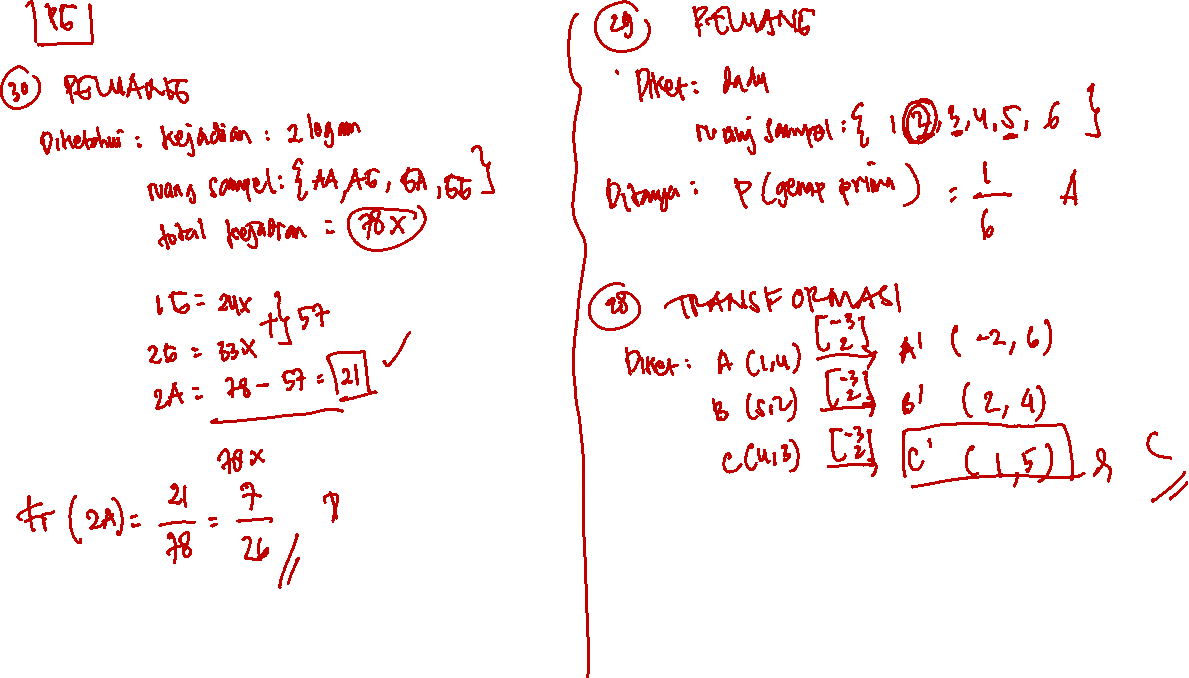 PG
30 PELUANG
Diketahui : kejadian : 2 logam
ruang sampel : { AA, AG, GA, GG }
total kejadian = 78x
1G = 24x
2G = 33x
+} 57
2A = 78 - 57 = 21 ✓
78x
Fr (2A) = 21/78 = 7/26 //
29 PELUANG
Diket : dadu
ruang sampel : { 1, 2, 3, 4, 5, 6 }
Ditanya : P (genap prima) = 1/6 A
28 TRANSFORMASI
Diket : A (1,4) [-3 2] → A' (-2, 6)
B (5,2) [-3 2] → B' (2, 4)
C (4,3) [-3 2] → C' (1, 5) C //